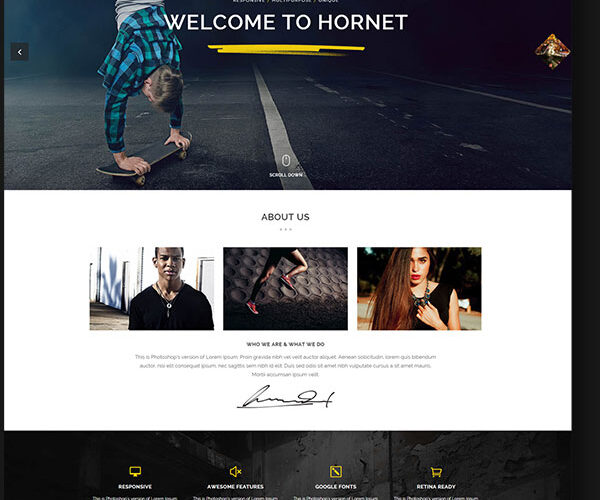 RESPONSIVE / MULTIPURPOSE / UNIQUE
WELCOME TO HORNET
SCROLL DOWN
ABOUT US
WHO WE ARE & WHAT WE DO
This is Photoshop's version of Lorem Ipsum. Proin gravida nibh vel velit auctor aliquet. Aenean sollicitudin, lorem quis bibendum
auctor, nisi elit consequat ipsum, nec sagittis sem nibh id elit. Duis sed odio sit amet nibh vulputate cursus a sit amet mauris.
Morbi accumsan ipsum velit.
RESPONSIVE AWESOME FEATURES GOOGLE FONTS RETINA READY
This is Photoshop's version of Lorem Ipsum This is Photoshop's version of Lorem Ipsum This is Photoshop's version of Lorem Ipsum This is Photoshop's version of Lorem Ipsum